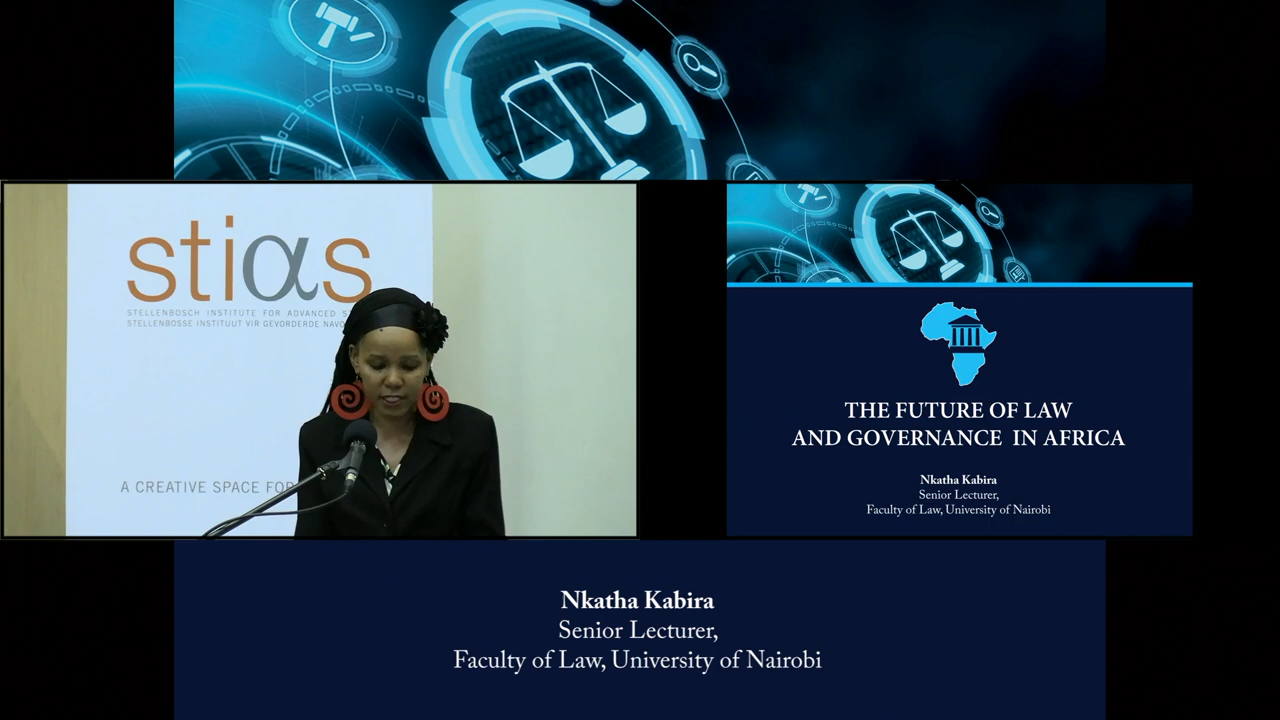 stiαs
STELLENBOSCH INSTITUTE FOR ADVANCED
STELLENBOSSE INSTITUUT VIR GEVORDERDE
A CREATIVE SPACE FOR
THE FUTURE OF LAW
AND GOVERNANCE IN AFRICA
Nkatha Kabira
Senior Lecturer,
Faculty of Law, University of Nairobi
Nkatha Kabira
Senior Lecturer,
Faculty of Law, University of Nairobi